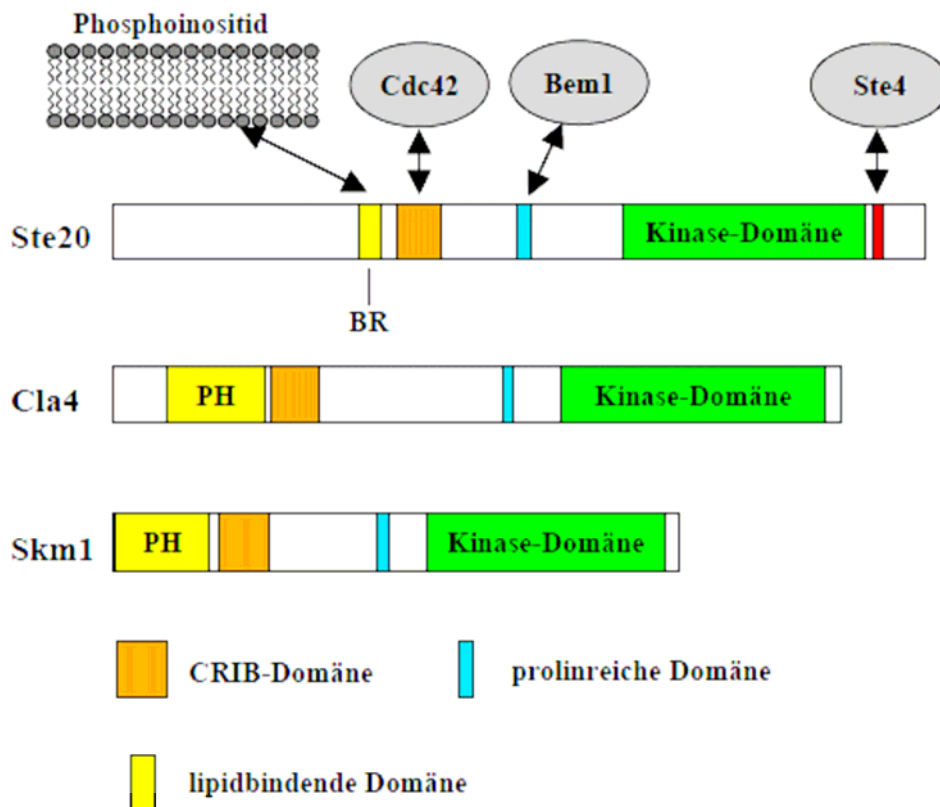 Phosphoinositid
Cdc42
Bem1
Ste4
Ste20
Kinase-Domäne
BR
Cla4
PH
Kinase-Domäne
Skm1
PH
Kinase-Domäne
CRIB-Domäne
prolinreiche Domäne
lipidbindende Domäne